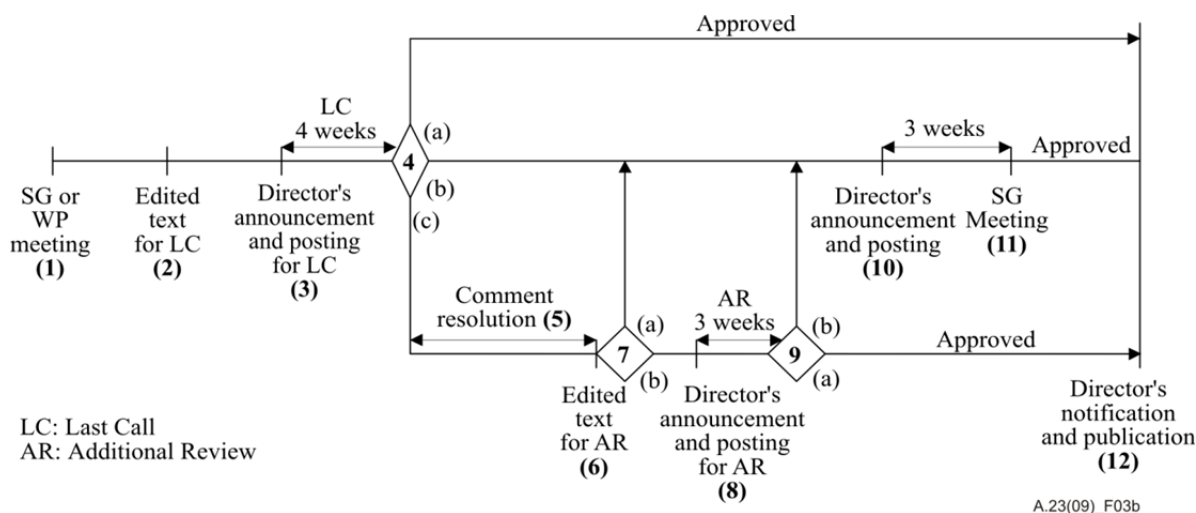 Approved
LC
4 weeks
(a)
4
(b)
(c)
3 weeks
Approved
SG or
WP
meeting
(1)
Edited
text
for LC
(2)
Director's
announcement
and posting
for LC
(3)
Director's
announcement
and posting
(10)
SG
Meeting
(11)
Comment
resolution (5)
(a)
7
(b)
AR
3 weeks
(b)
9
(a)
Approved
Edited
text
for AR
(6)
Director's
announcement
and posting
for AR
(8)
Director's
notification
and publication
(12)
LC: Last Call
AR: Additional Review
A.23(09)_F03b